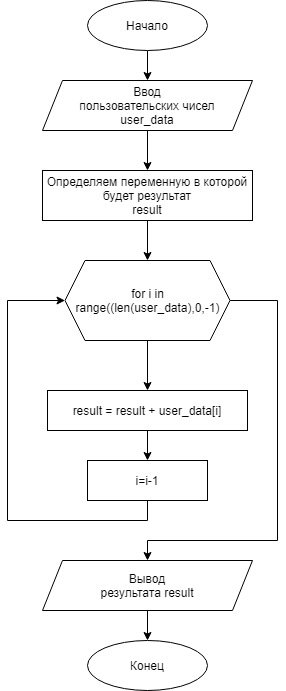 Начало
Ввод
пользовательских чисел
user_data
Определяем переменную в которой
будет результат
result
for i in
range((len(user_data),0,-1)
result = result + user_data[i]
i=i-1
Вывод
результата result
Конец